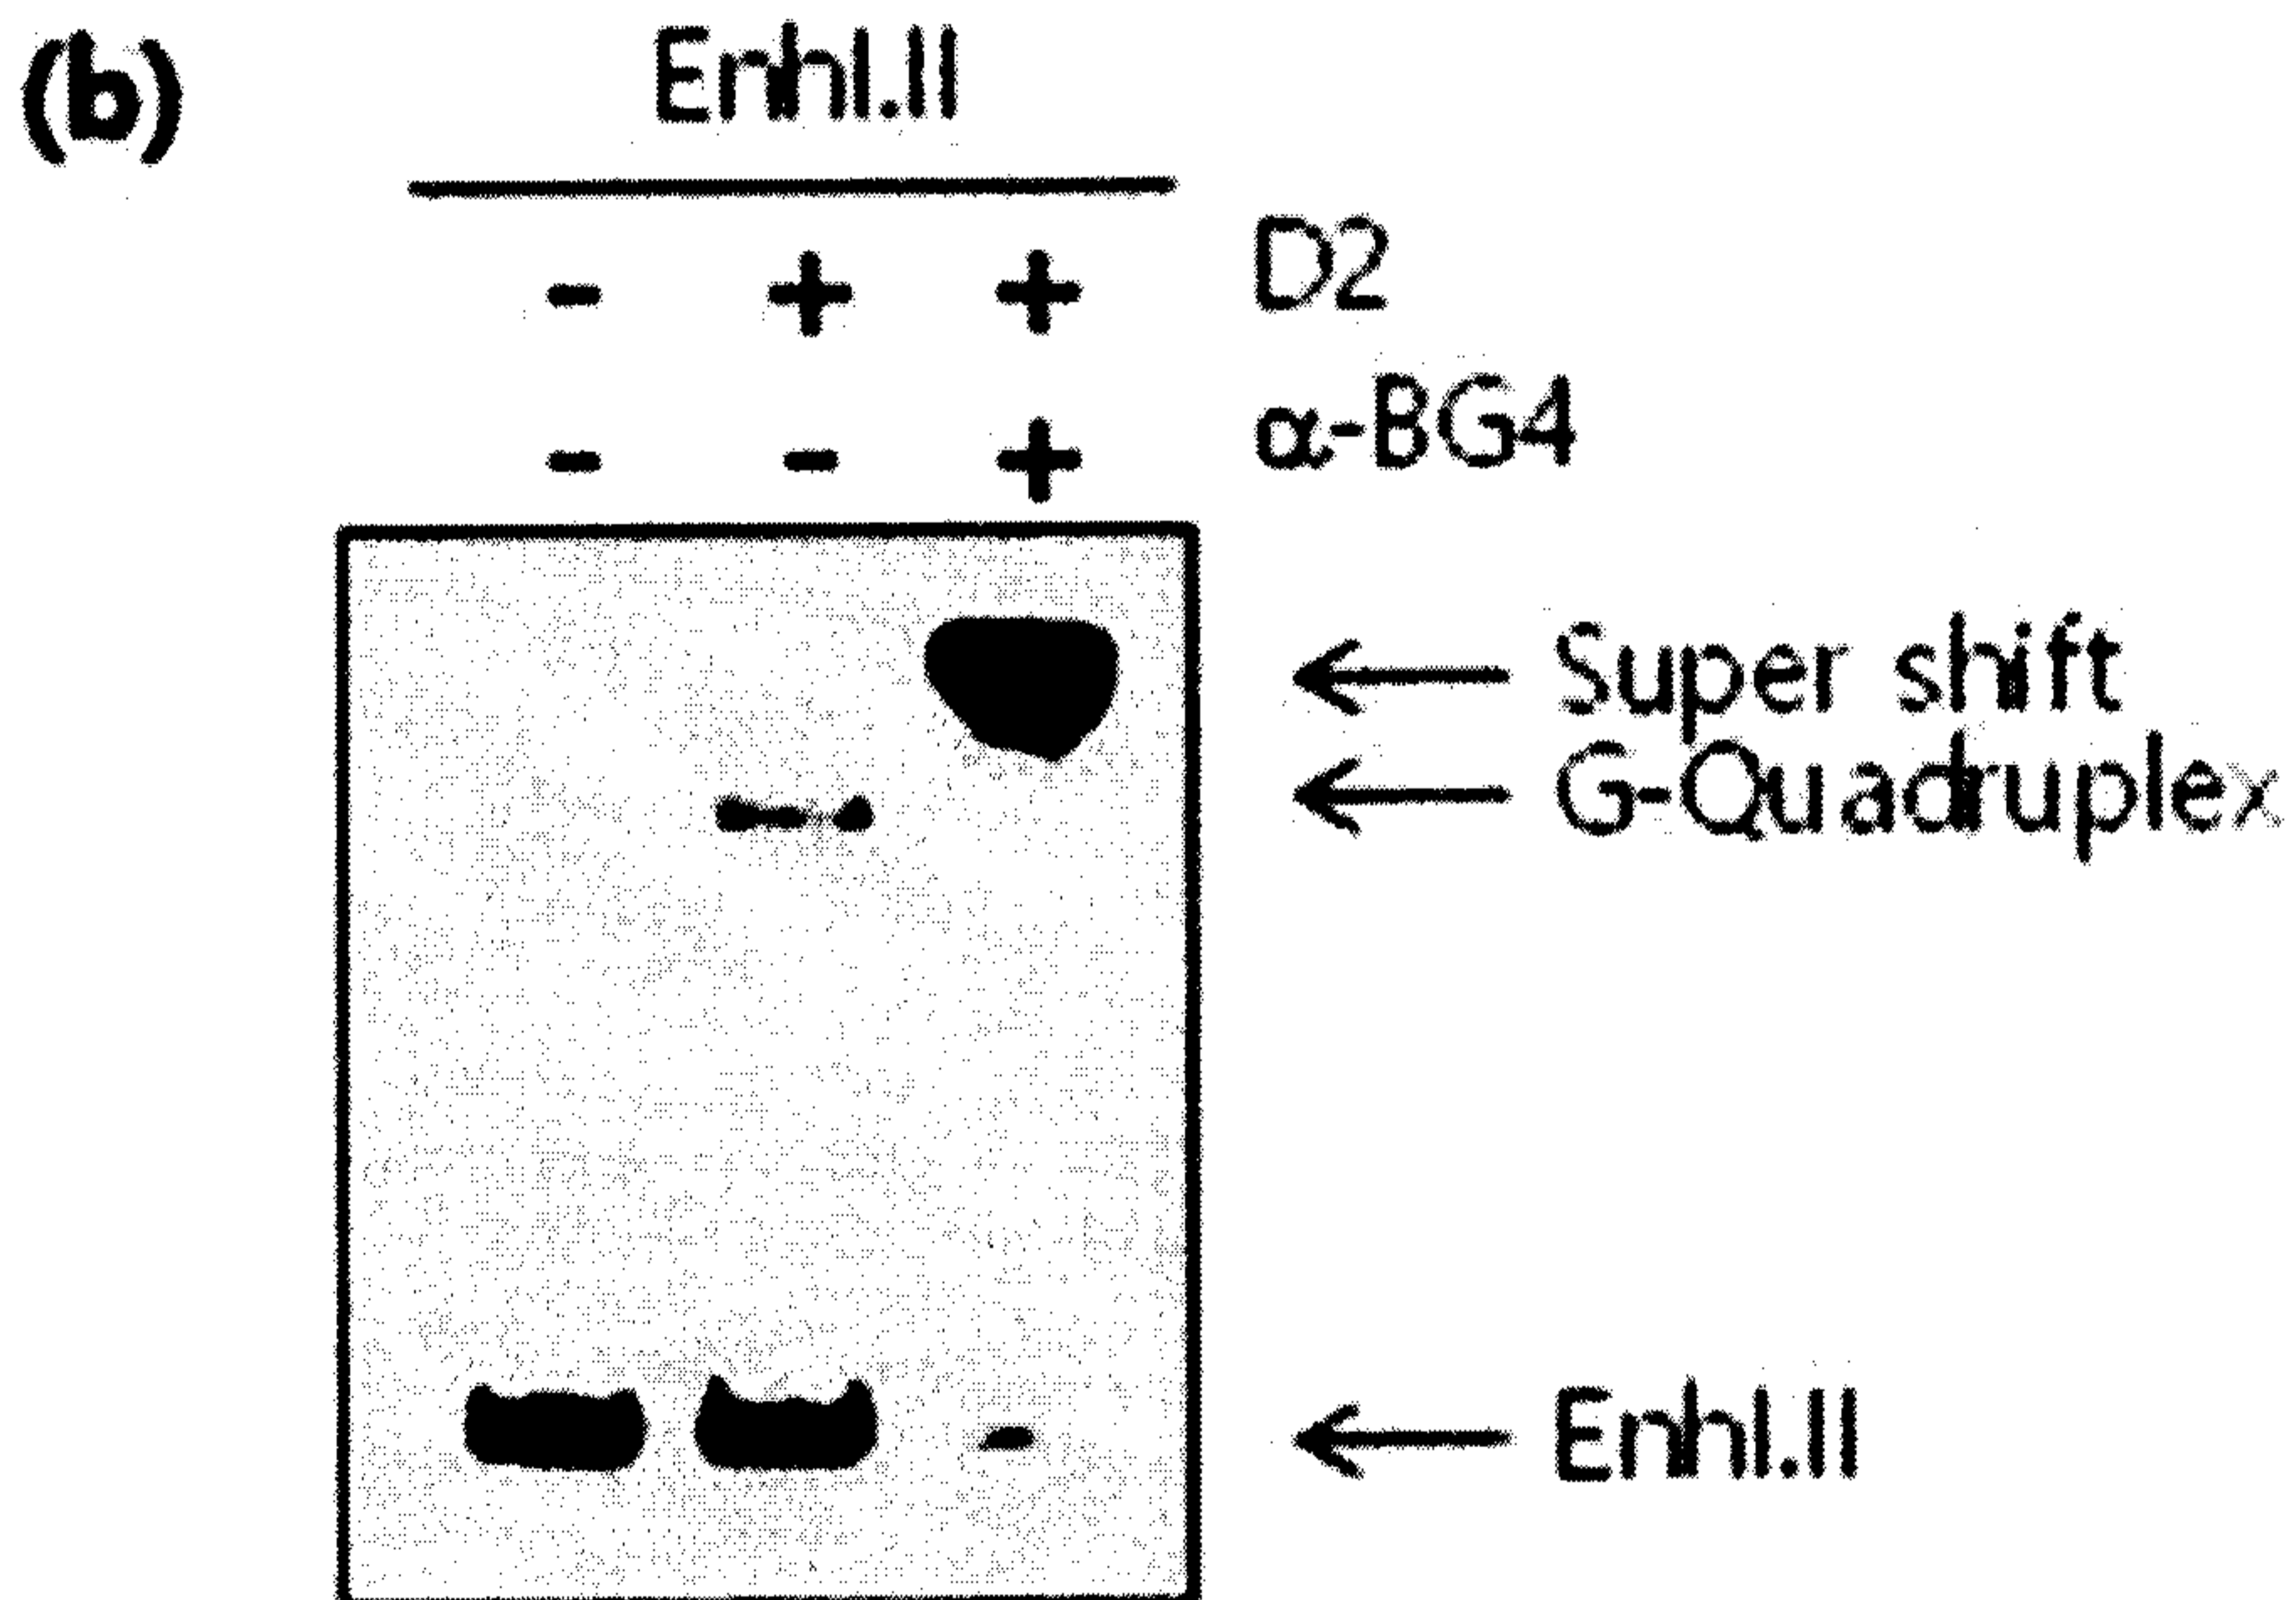 (b)
EnhI.II
- + + D2
- - + α-BG4
Super shift
G-Quadruplex
EnhI.II